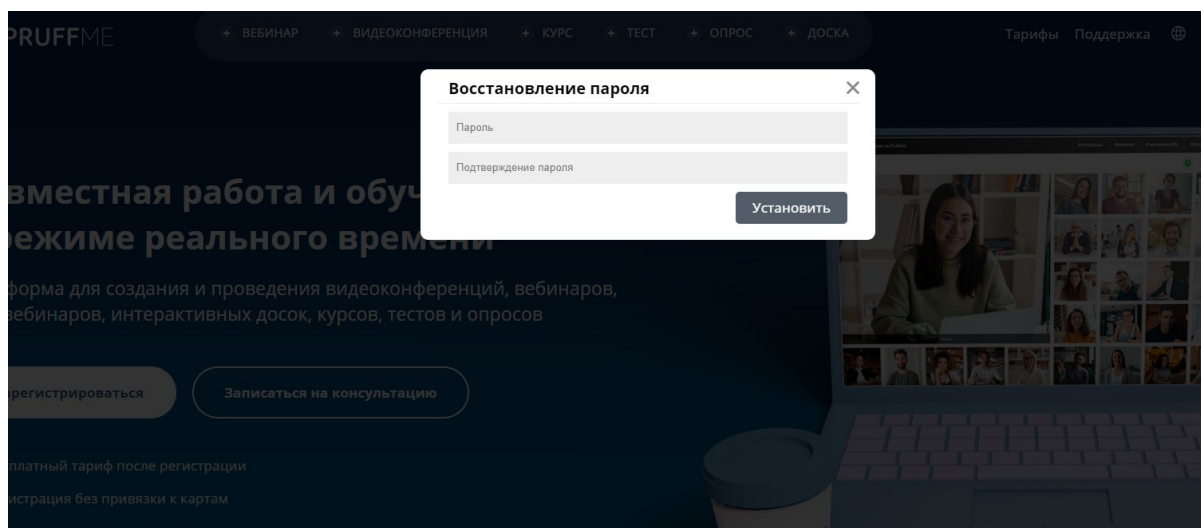 PRUFFME
+ ВЕБИНАР + ВИДЕОКОНФЕРЕНЦИЯ + КУРС + ТЕСТ + ОПРОС + ДОСКА
Тарифы Поддержка
Восстановление пароля
Пароль
Подтверждение пароля
Установить
вместная работа и обуч
режиме реального времени
форма для создания и проведения видеоконференций, вебинаров,
вебинаров, интерактивных досок, курсов, тестов и опросов
регистрироваться
Записаться на консультацию
платный тариф после регистрации
истрация без привязки к картам